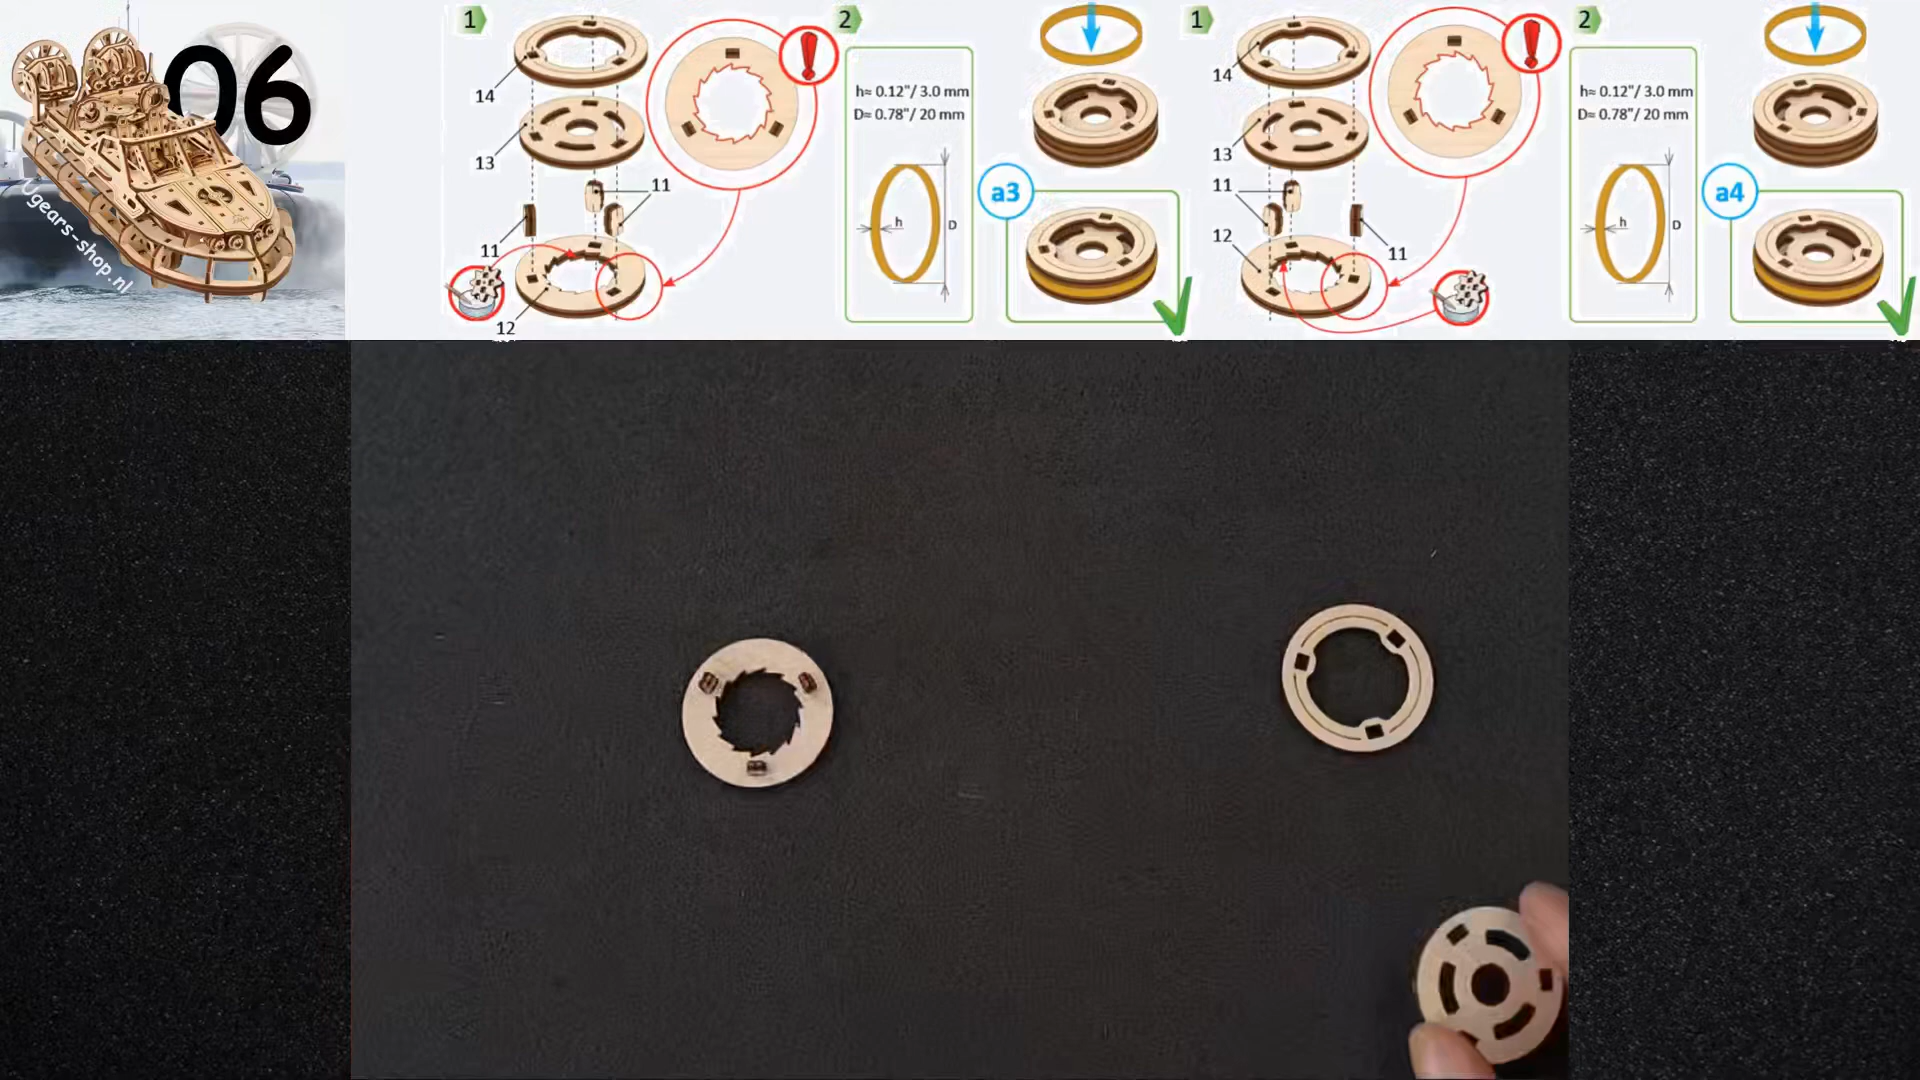 06
Ugears-shop.nl
1
14
13
11
11
12
2
h≈ 0.12"/ 3.0 mm
D≈ 0.78"/ 20 mm
h
D
a3
1
14
13
11
12
11
2
h≈ 0.12"/ 3.0 mm
D≈ 0.78"/ 20 mm
h
D
a4